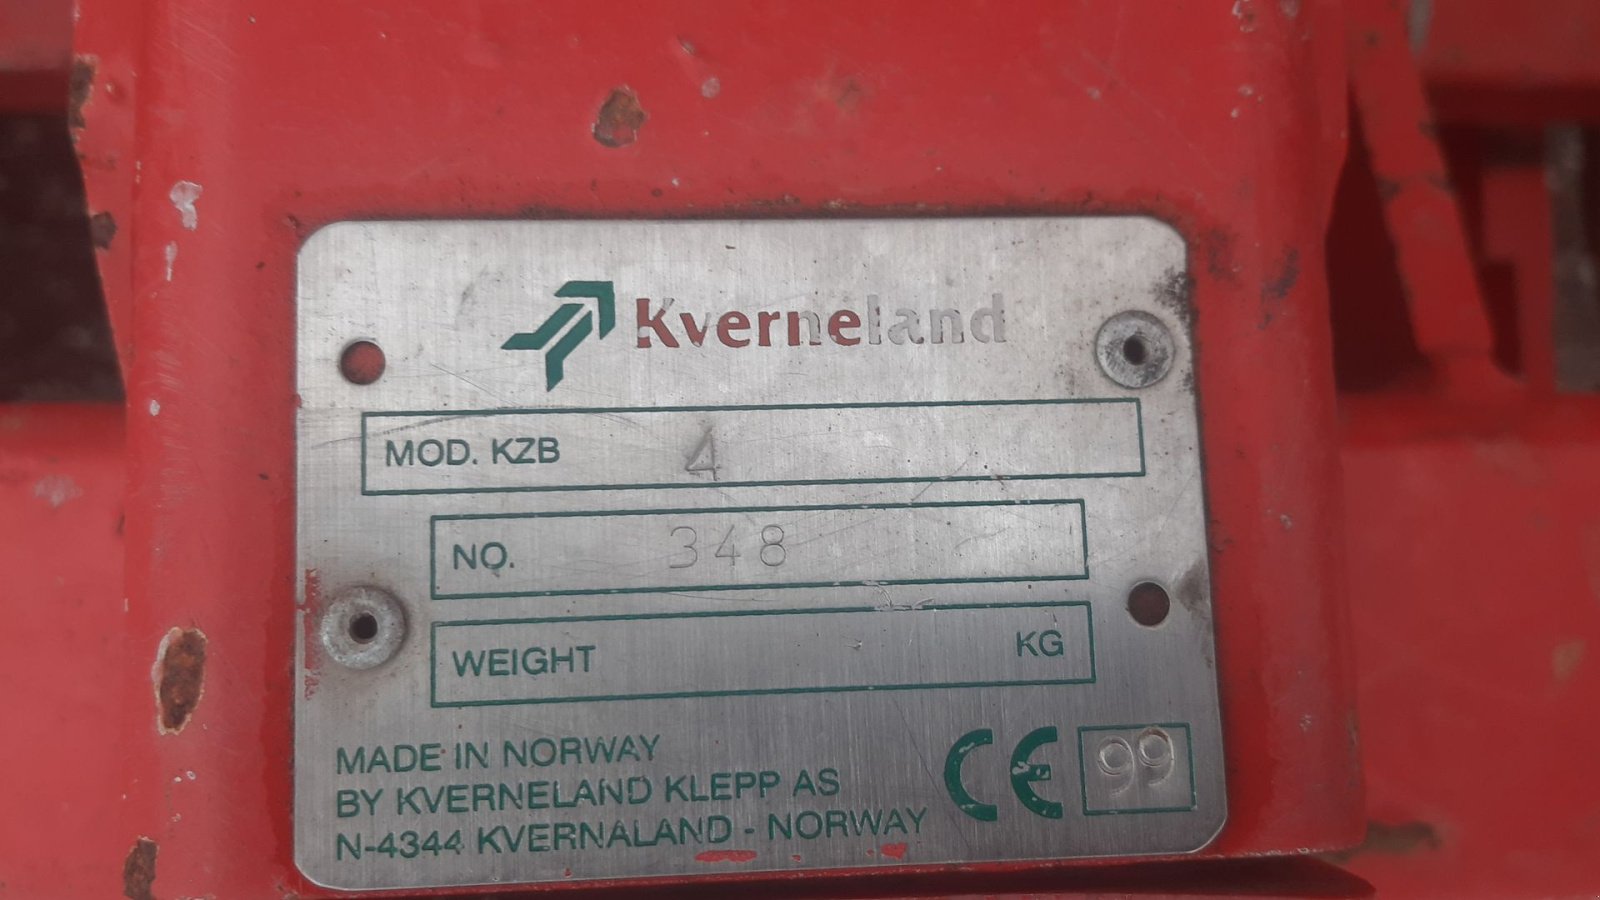 Kverneland
MOD. KZB 4
NO. 348
WEIGHT KG
MADE IN NORWAY
BY KVERNELAND KLEPP AS
N-4344 KVERNALAND - NORWAY
CE 99